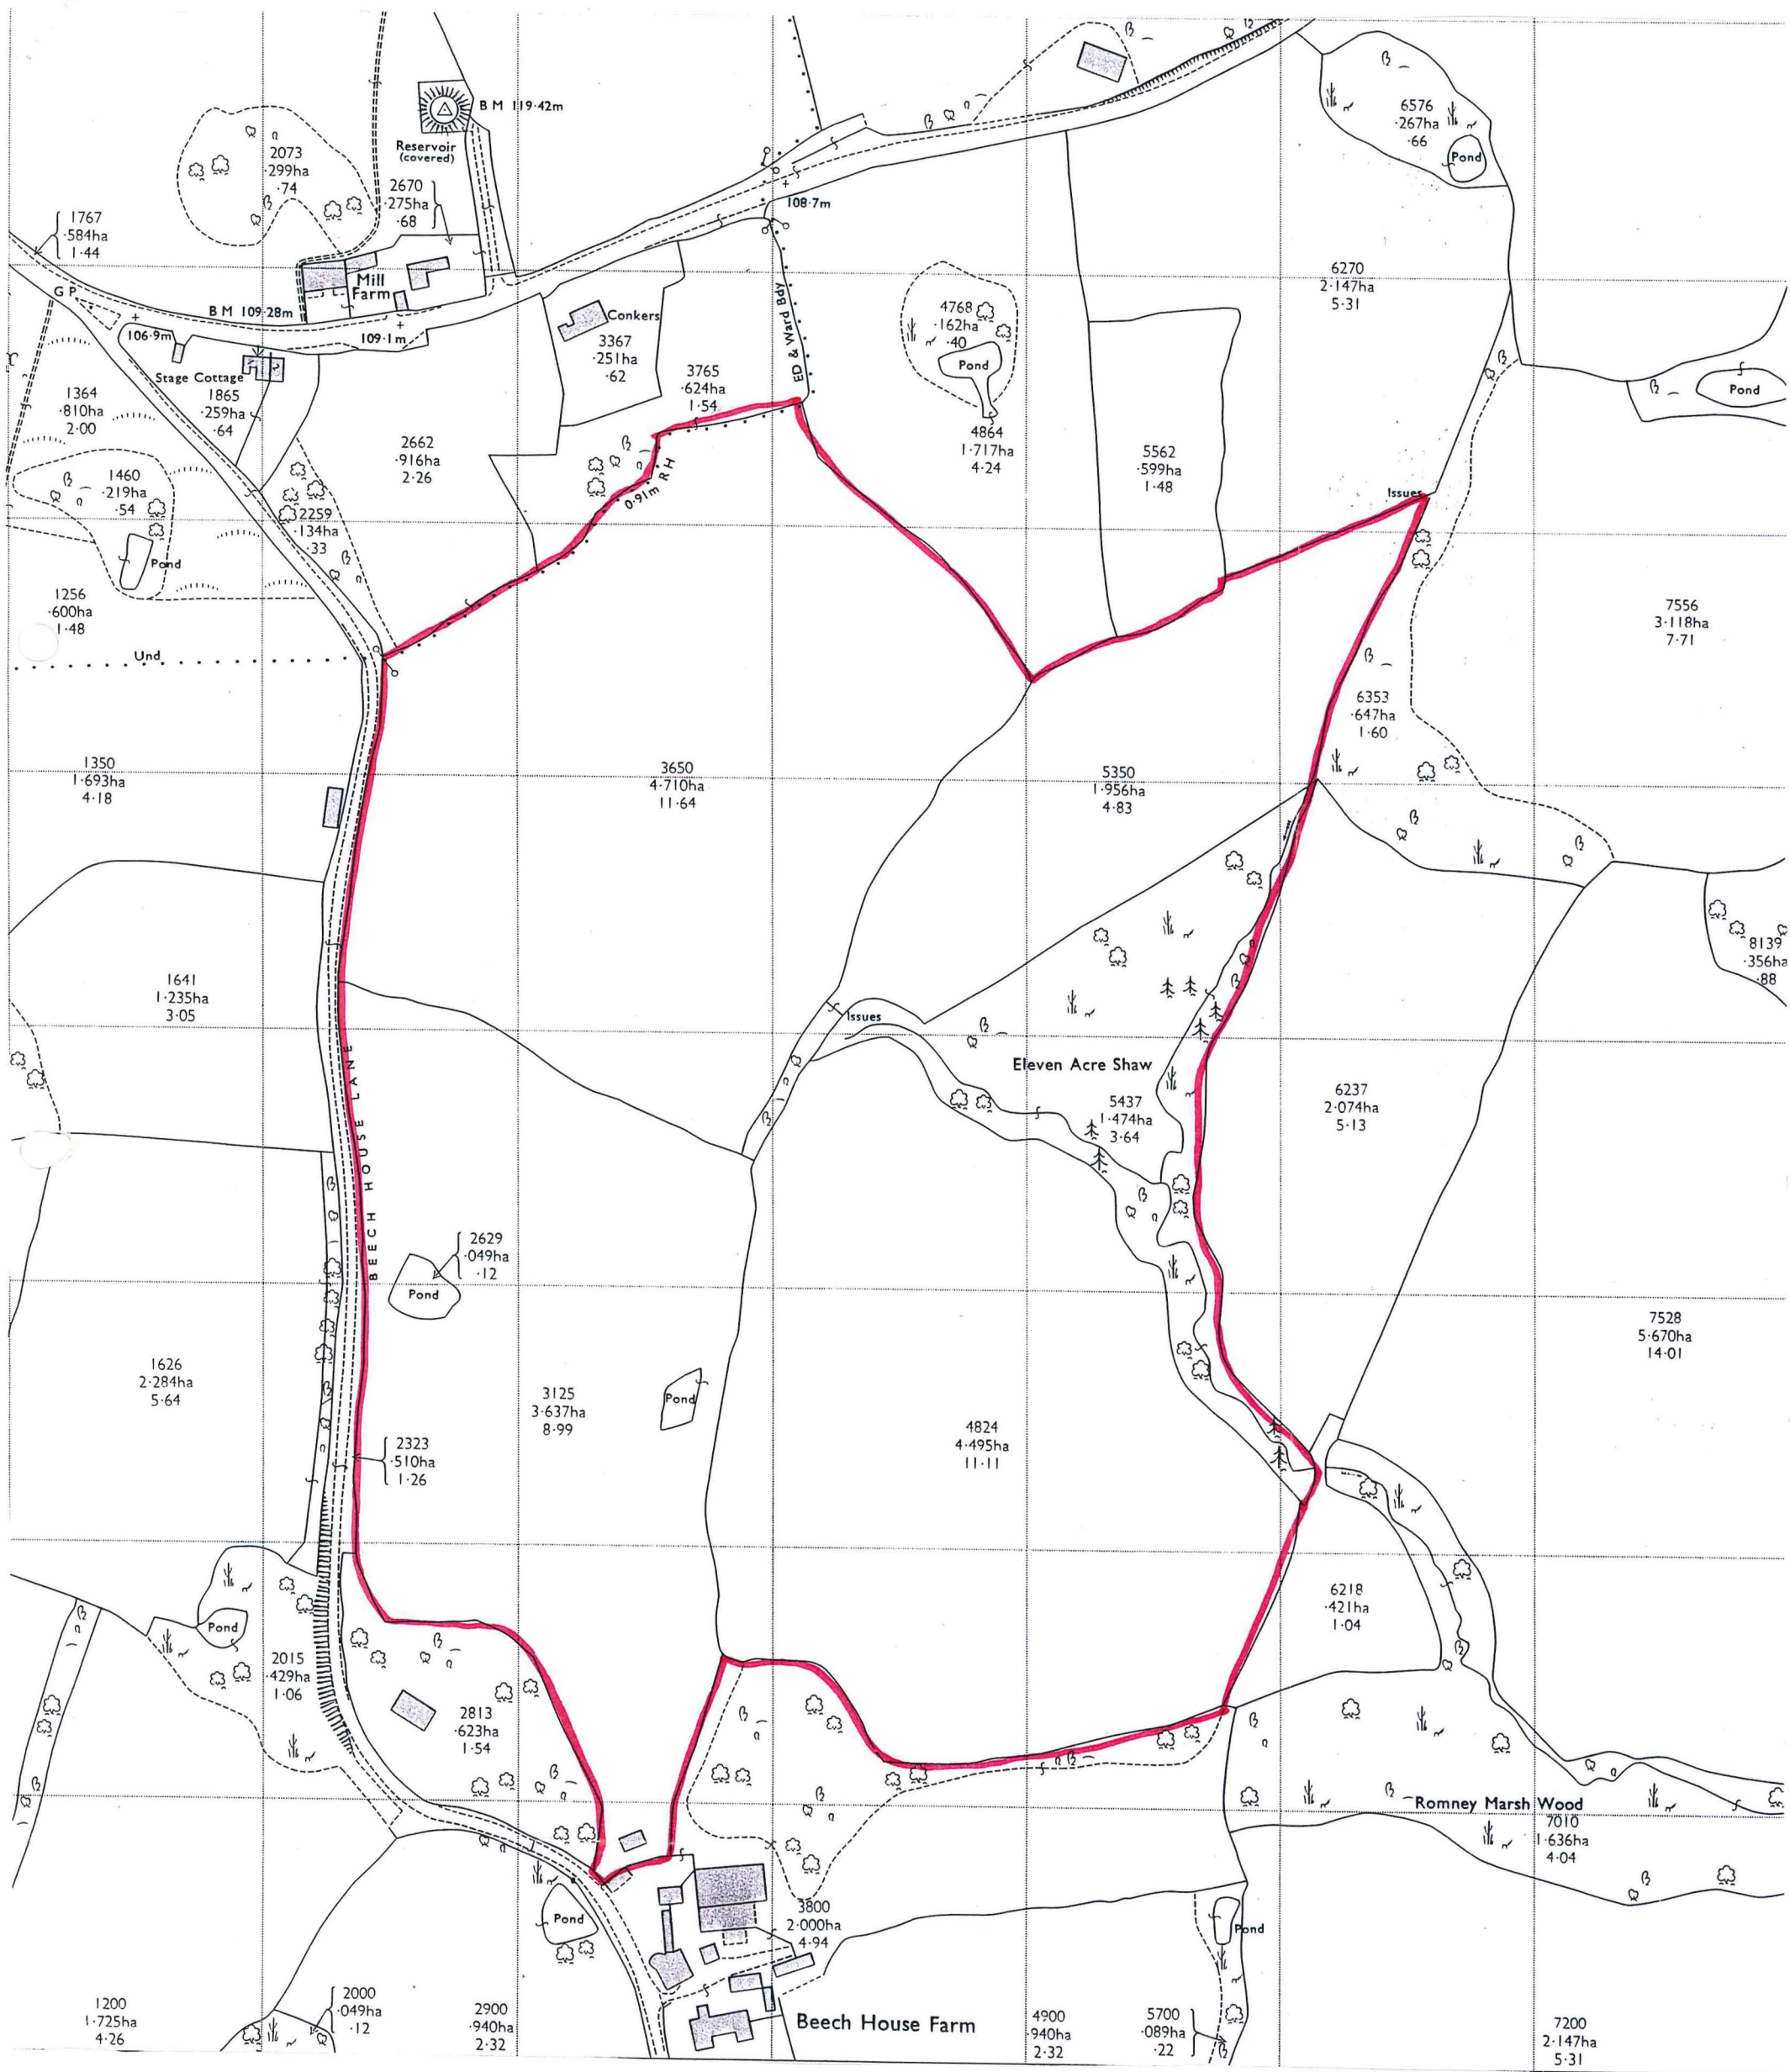 B M 119·42m
Reservoir
(covered)
2073
·299ha
·74
2670
·275ha
·68
1767
·584ha
1·44
6576
·267ha
·66
Pond
108·7m
Mill
Farm
G P
B M 109·28m
106·9m
109·1m
Conkers
3367
·251ha
·62
ED & Ward Bdy
4768
·162ha
·40
Pond
6270
2·147ha
5·31
Pond
Stage Cottage
1865
·259ha
·64
1364
·810ha
2·00
3765
·624ha
1·54
2662
·916ha
2·26
4864
1·717ha
4·24
5562
·599ha
1·48
Issues
1460
·219ha
·54
Pond
0·91m RH
2259
·134ha
·33
1256
·600ha
1·48
Und
7556
3·118ha
7·71
6353
·647ha
1·60
1350
1·693ha
4·18
3650
4·710ha
11·64
5350
1·956ha
4·83
8139
·356ha
·88
1641
1·235ha
3·05
Issues
Eleven Acre Shaw
5437
1·474ha
3·64
6237
2·074ha
5·13
BEECH HOUSE LANE
2629
·049ha
·12
Pond
7528
5·670ha
14·01
1626
2·284ha
5·64
3125
3·637ha
8·99
Pond
4824
4·495ha
11·11
2323
·510ha
1·26
6218
·421ha
1·04
Pond
2015
·429ha
1·06
2813
·623ha
1·54
Romney Marsh Wood
7010
1·636ha
4·04
Pond
3800
2·000ha
4·94
Pond
1200
1·725ha
4·26
2000
·049ha
·12
2900
·940ha
2·32
Beech House Farm
4900
·940ha
2·32
5700
·089ha
·22
7200
2·147ha
5·31